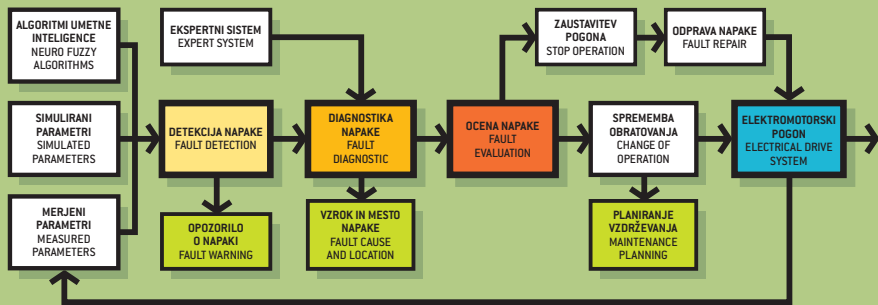 ALGORITMI UMETNE
INTELIGENCE
NEURO FUZZY
ALGORITHMS
EKSPERTNI SISTEM
EXPERT SYSTEM
ZAUSTAVITEV
POGONA
STOP OPERATION
ODPRAVA NAPAKE
FAULT REPAIR
SIMULIRANI
PARAMETRI
SIMULATED
PARAMETERS
DETEKCIJA NAPAKE
FAULT DETECTION
DIAGNOSTIKA
NAPAKE
FAULT
DIAGNOSTIC
OCENA NAPAKE
FAULT
EVALUATION
SPREMEMBA
OBRATOVANJA
CHANGE OF
OPERATION
ELEKTROMOTORSKI
POGON
ELECTRICAL DRIVE
SYSTEM
MERJENI
PARAMETRI
MEASURED
PARAMETERS
OPOZORILO
O NAPAKI
FAULT WARNING
VZROK IN MESTO
NAPAKE
FAULT CAUSE
AND LOCATION
PLANIRANJE
VZDRŽEVANJA
MAINTENANCE
PLANNING